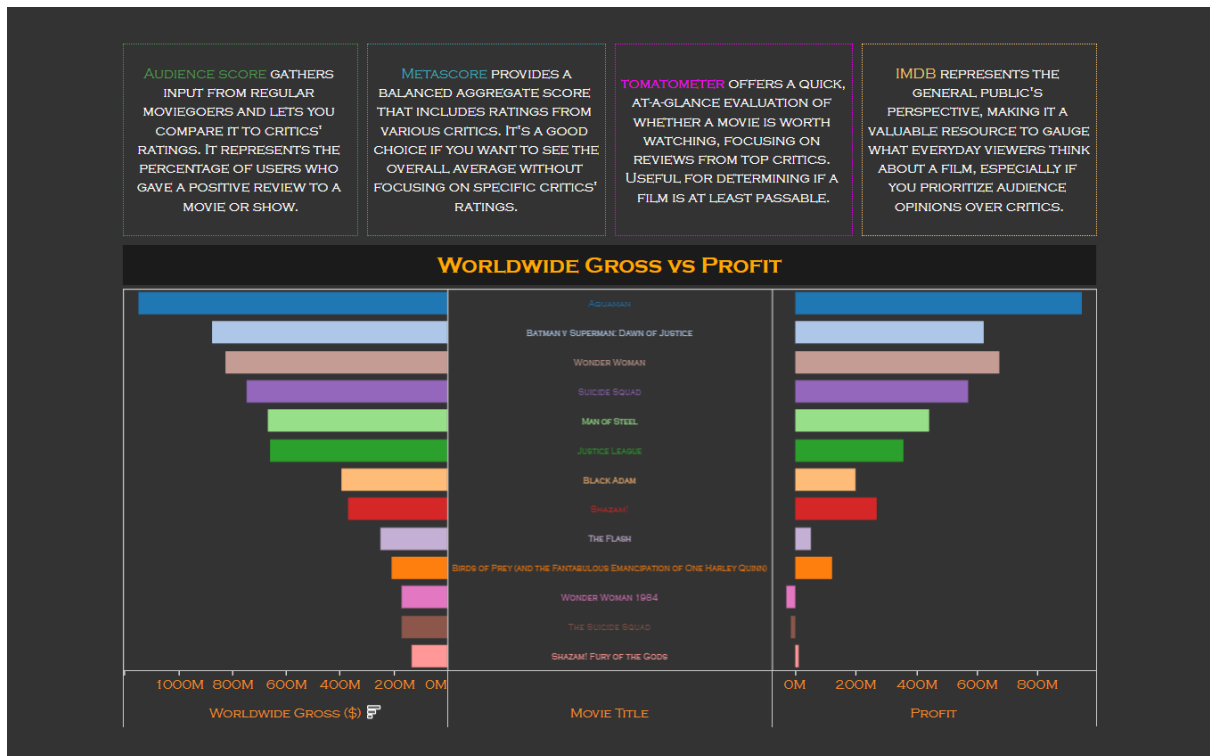 Audience score gathers
input from regular
moviegoers and lets you
compare it to critics'
ratings. It represents the
percentage of users who
gave a positive review to a
movie or show.
Metascore provides a
balanced aggregate score
that includes ratings from
various critics. It's a good
choice if you want to see the
overall average without
focusing on specific critics'
ratings.
tomatometer offers a quick,
at-a-glance evaluation of
whether a movie is worth
watching, focusing on
reviews from top critics.
Useful for determining if a
film is at least passable.
IMDB represents the
general public's
perspective, making it a
valuable resource to gauge
what everyday viewers think
about a film, especially if
you prioritize audience
opinions over critics.
Worldwide Gross vs Profit
Aquaman
Batman v Superman: Dawn of Justice
Wonder Woman
Suicide Squad
Man of Steel
Justice League
Black Adam
Shazam!
The Flash
Birds of Prey (and the Fantabulous Emancipation of One Harley Quinn)
Wonder Woman 1984
The Suicide Squad
Shazam! Fury of the Gods
1000M 800M 600M 400M 200M 0M
0M 200M 400M 600M 800M
Worldwide Gross ($)
Movie Title
Profit